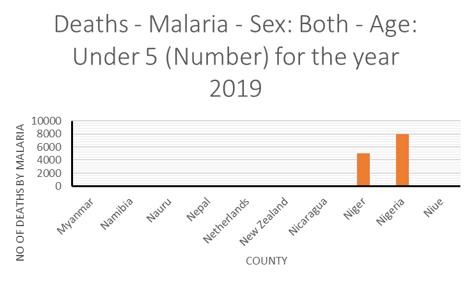 Deaths - Malaria - Sex: Both - Age:
Under 5 (Number) for the year
2019
NO OF DEATHS BY MALARIA
10000
8000
6000
4000
2000
0
Myanmar
Namibia
Nauru
Nepal
Netherlands
New Zealand
Nicaragua
Niger
Nigeria
Niue
COUNTY